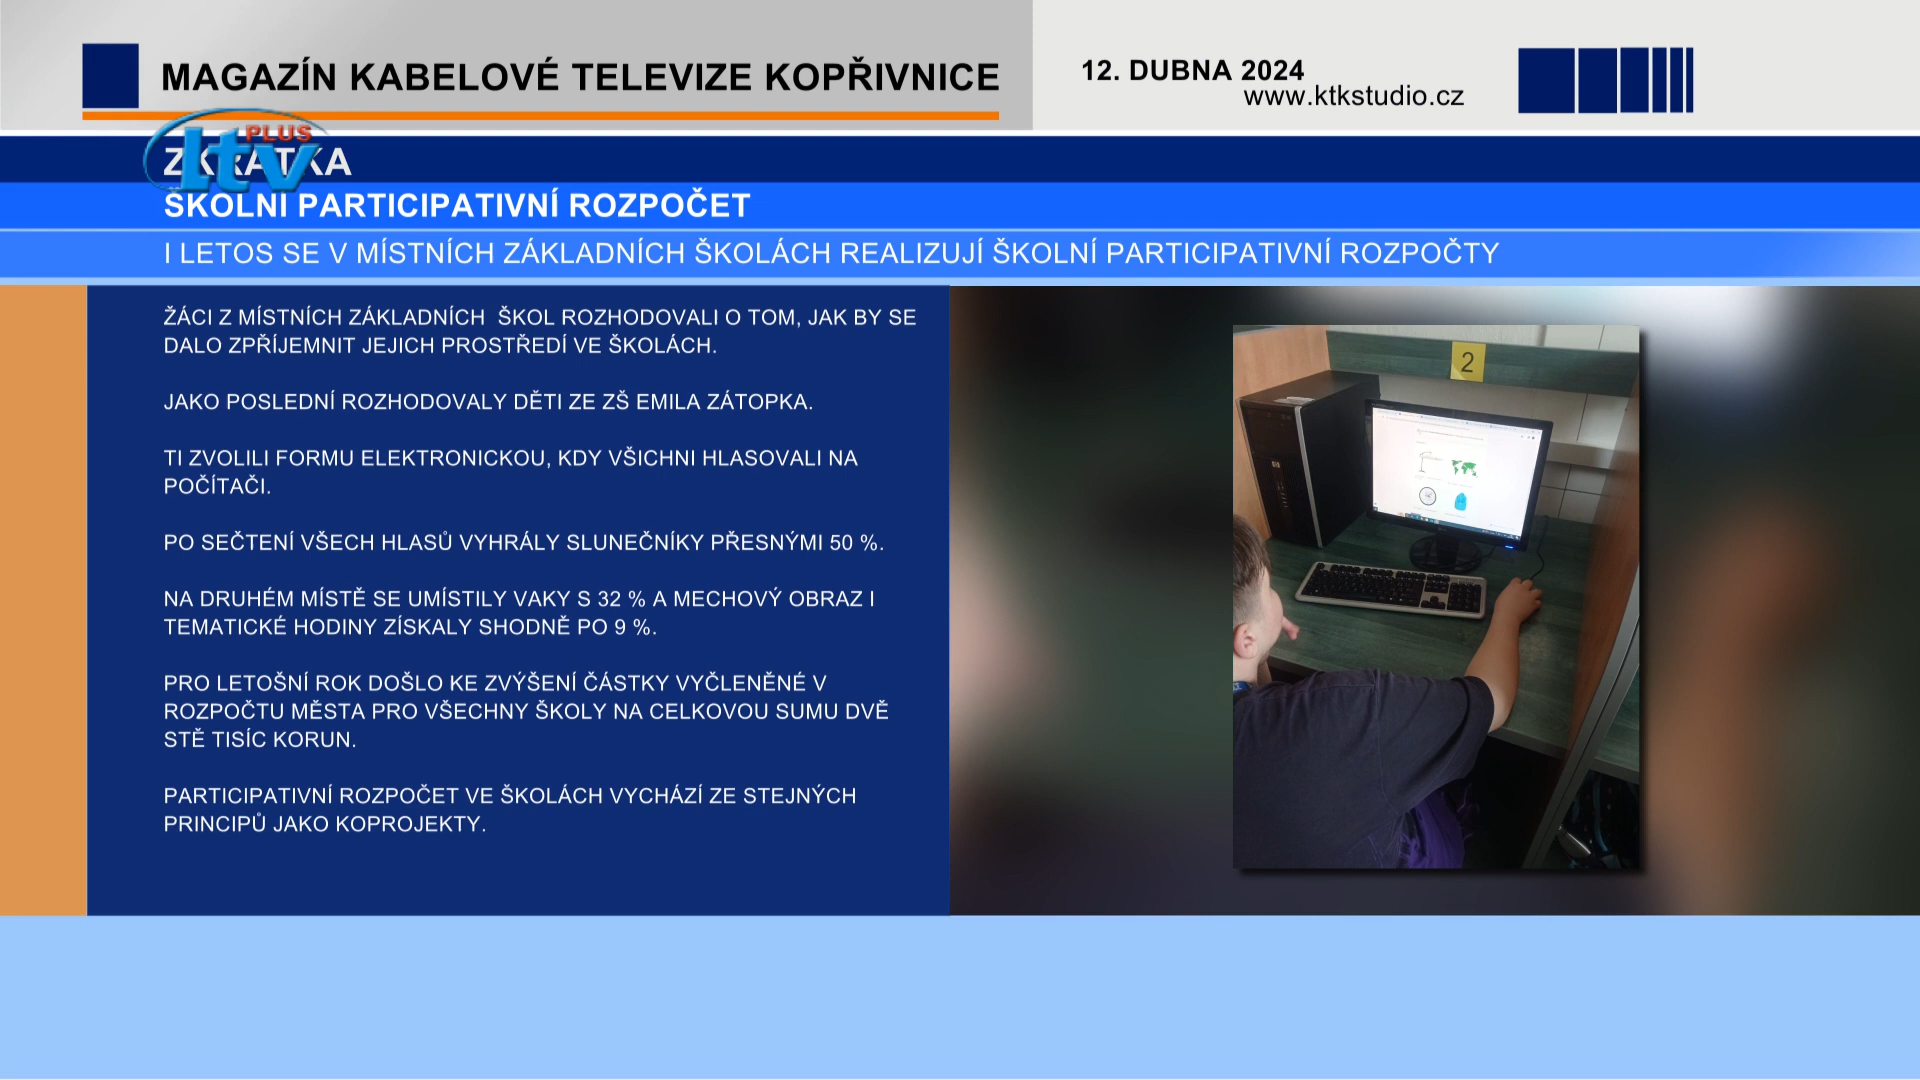 MAGAZÍN KABELOVÉ TELEVIZE KOPŘIVNICE
12. DUBNA 2024
www.ktkstudio.cz
ltv PLUS
ZKRÁTKA
ŠKOLNÍ PARTICIPATIVNÍ ROZPOČET
I LETOS SE V MÍSTNÍCH ZÁKLADNÍCH ŠKOLÁCH REALIZUJÍ ŠKOLNÍ PARTICIPATIVNÍ ROZPOČTY
ŽÁCI Z MÍSTNÍCH ZÁKLADNÍCH  ŠKOL ROZHODOVALI O TOM, JAK BY SE
DALO ZPŘÍJEMNIT JEJICH PROSTŘEDÍ VE ŠKOLÁCH.
JAKO POSLEDNÍ ROZHODOVALY DĚTI ZE ZŠ EMILA ZÁTOPKA.
TI ZVOLILI FORMU ELEKTRONICKOU, KDY VŠICHNI HLASOVALI NA
POČÍTAČI.
PO SEČTENÍ VŠECH HLASŮ VYHRÁLY SLUNEČNÍKY PŘESNÝMI 50 %.
NA DRUHÉM MÍSTĚ SE UMÍSTILY VAKY S 32 % A MECHOVÝ OBRAZ I
TEMATICKÉ HODINY ZÍSKALY SHODNĚ PO 9 %.
PRO LETOŠNÍ ROK DOŠLO KE ZVÝŠENÍ ČÁSTKY VYČLENĚNÉ V
ROZPOČTU MĚSTA PRO VŠECHNY ŠKOLY NA CELKOVOU SUMU DVĚ
STĚ TISÍC KORUN.
PARTICIPATIVNÍ ROZPOČET VE ŠKOLÁCH VYCHÁZÍ ZE STEJNÝCH
PRINCIPŮ JAKO KOPROJEKTY.
2